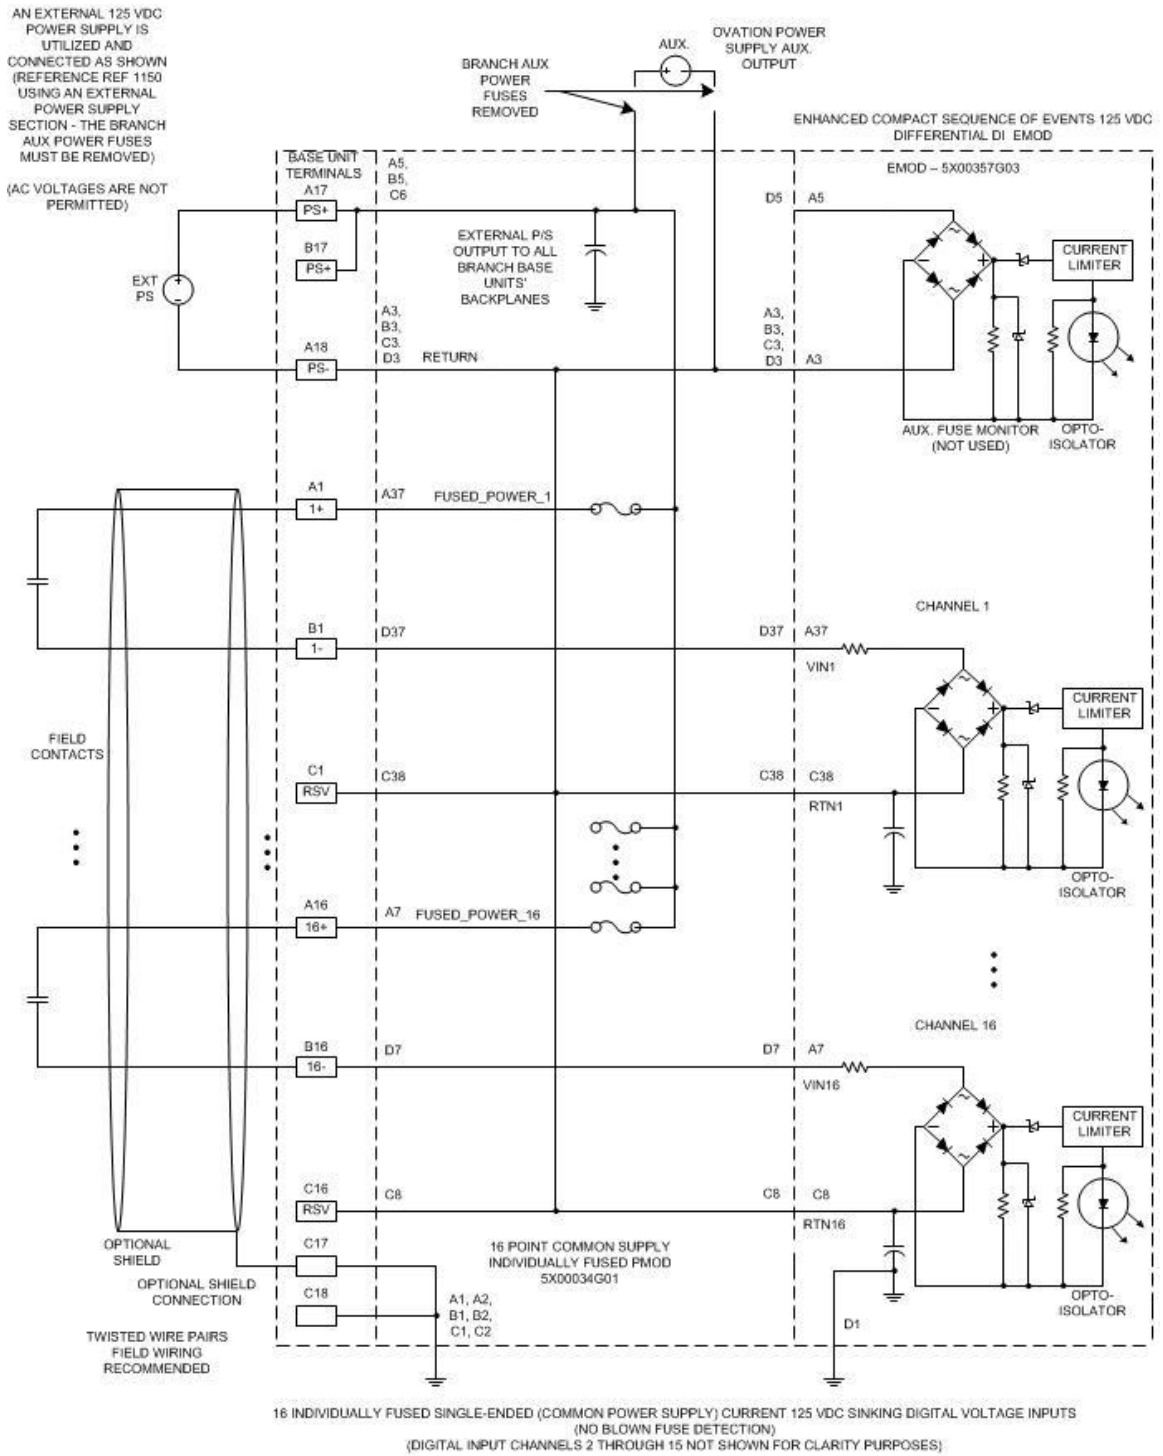 AN EXTERNAL 125 VDC
POWER SUPPLY IS
UTILIZED AND
CONNECTED AS SHOWN
(REFERENCE REF 1150
USING AN EXTERNAL
POWER SUPPLY
SECTION - THE BRANCH
AUX POWER FUSES
MUST BE REMOVED)
(AC VOLTAGES ARE NOT
PERMITTED)
BRANCH AUX
POWER
FUSES
REMOVED
AUX.
+ -
OVATION POWER
SUPPLY AUX.
OUTPUT
ENHANCED COMPACT SEQUENCE OF EVENTS 125 VDC
DIFFERENTIAL DI EMOD
BASE UNIT
TERMINALS
A5,
B5,
C6
EMOD – 5X00357G03
A17
PS+
D5
A5
B17
PS+
EXTERNAL P/S
OUTPUT TO ALL
BRANCH BASE
UNITS'
BACKPLANES
EXT
PS
+
-
~
-
+
~
CURRENT
LIMITER
A3,
B3,
C3.
D3
RETURN
A3,
B3,
C3,
D3
A3
A18
PS-
AUX. FUSE MONITOR
(NOT USED)
OPTO-
ISOLATOR
A1
1+
A37
FUSED_POWER_1
CHANNEL 1
B1
1-
D37
D37
A37
VIN1
~
-
+
~
CURRENT
LIMITER
FIELD
CONTACTS
C1
RSV
C38
C38
C38
RTN1
OPTO-
ISOLATOR
A16
16+
A7
FUSED_POWER_16
CHANNEL 16
B16
16-
D7
D7
A7
VIN16
~
-
+
~
CURRENT
LIMITER
C16
RSV
C8
C8
C8
RTN16
OPTIONAL
SHIELD
C17
16 POINT COMMON SUPPLY
INDIVIDUALLY FUSED PMOD
5X00034G01
OPTIONAL SHIELD
CONNECTION
C18
A1, A2,
B1, B2,
C1, C2
D1
OPTO-
ISOLATOR
TWISTED WIRE PAIRS
FIELD WIRING
RECOMMENDED
16 INDIVIDUALLY FUSED SINGLE-ENDED (COMMON POWER SUPPLY) CURRENT 125 VDC SINKING DIGITAL VOLTAGE INPUTS
(NO BLOWN FUSE DETECTION)
(DIGITAL INPUT CHANNELS 2 THROUGH 15 NOT SHOWN FOR CLARITY PURPOSES)